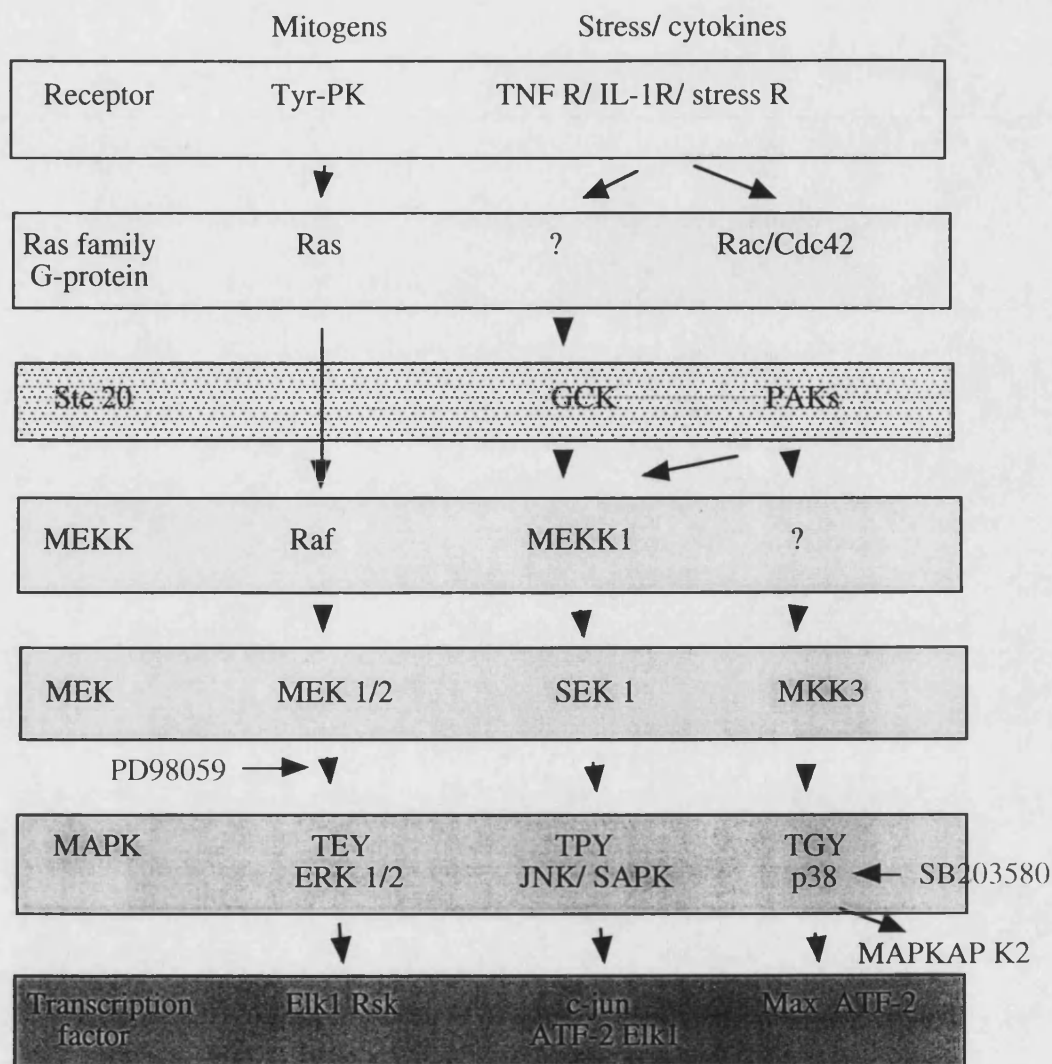 Mitogens Stress/ cytokines
Receptor Tyr-PK TNF R/ IL-1R/ stress R
Ras family Ras ? Rac/Cdc42
G-protein
Ste 20 GCK PAKs
MEKK Raf MEKK1 ?
MEK MEK 1/2 SEK 1 MKK3
PD98059
MAPK TEY TPY TGY
ERK 1/2 JNK/ SAPK p38 SB203580
MAPKAP K2
Transcription Elk1 Rsk c-jun Max ATF-2
factor ATF-2 Elk1